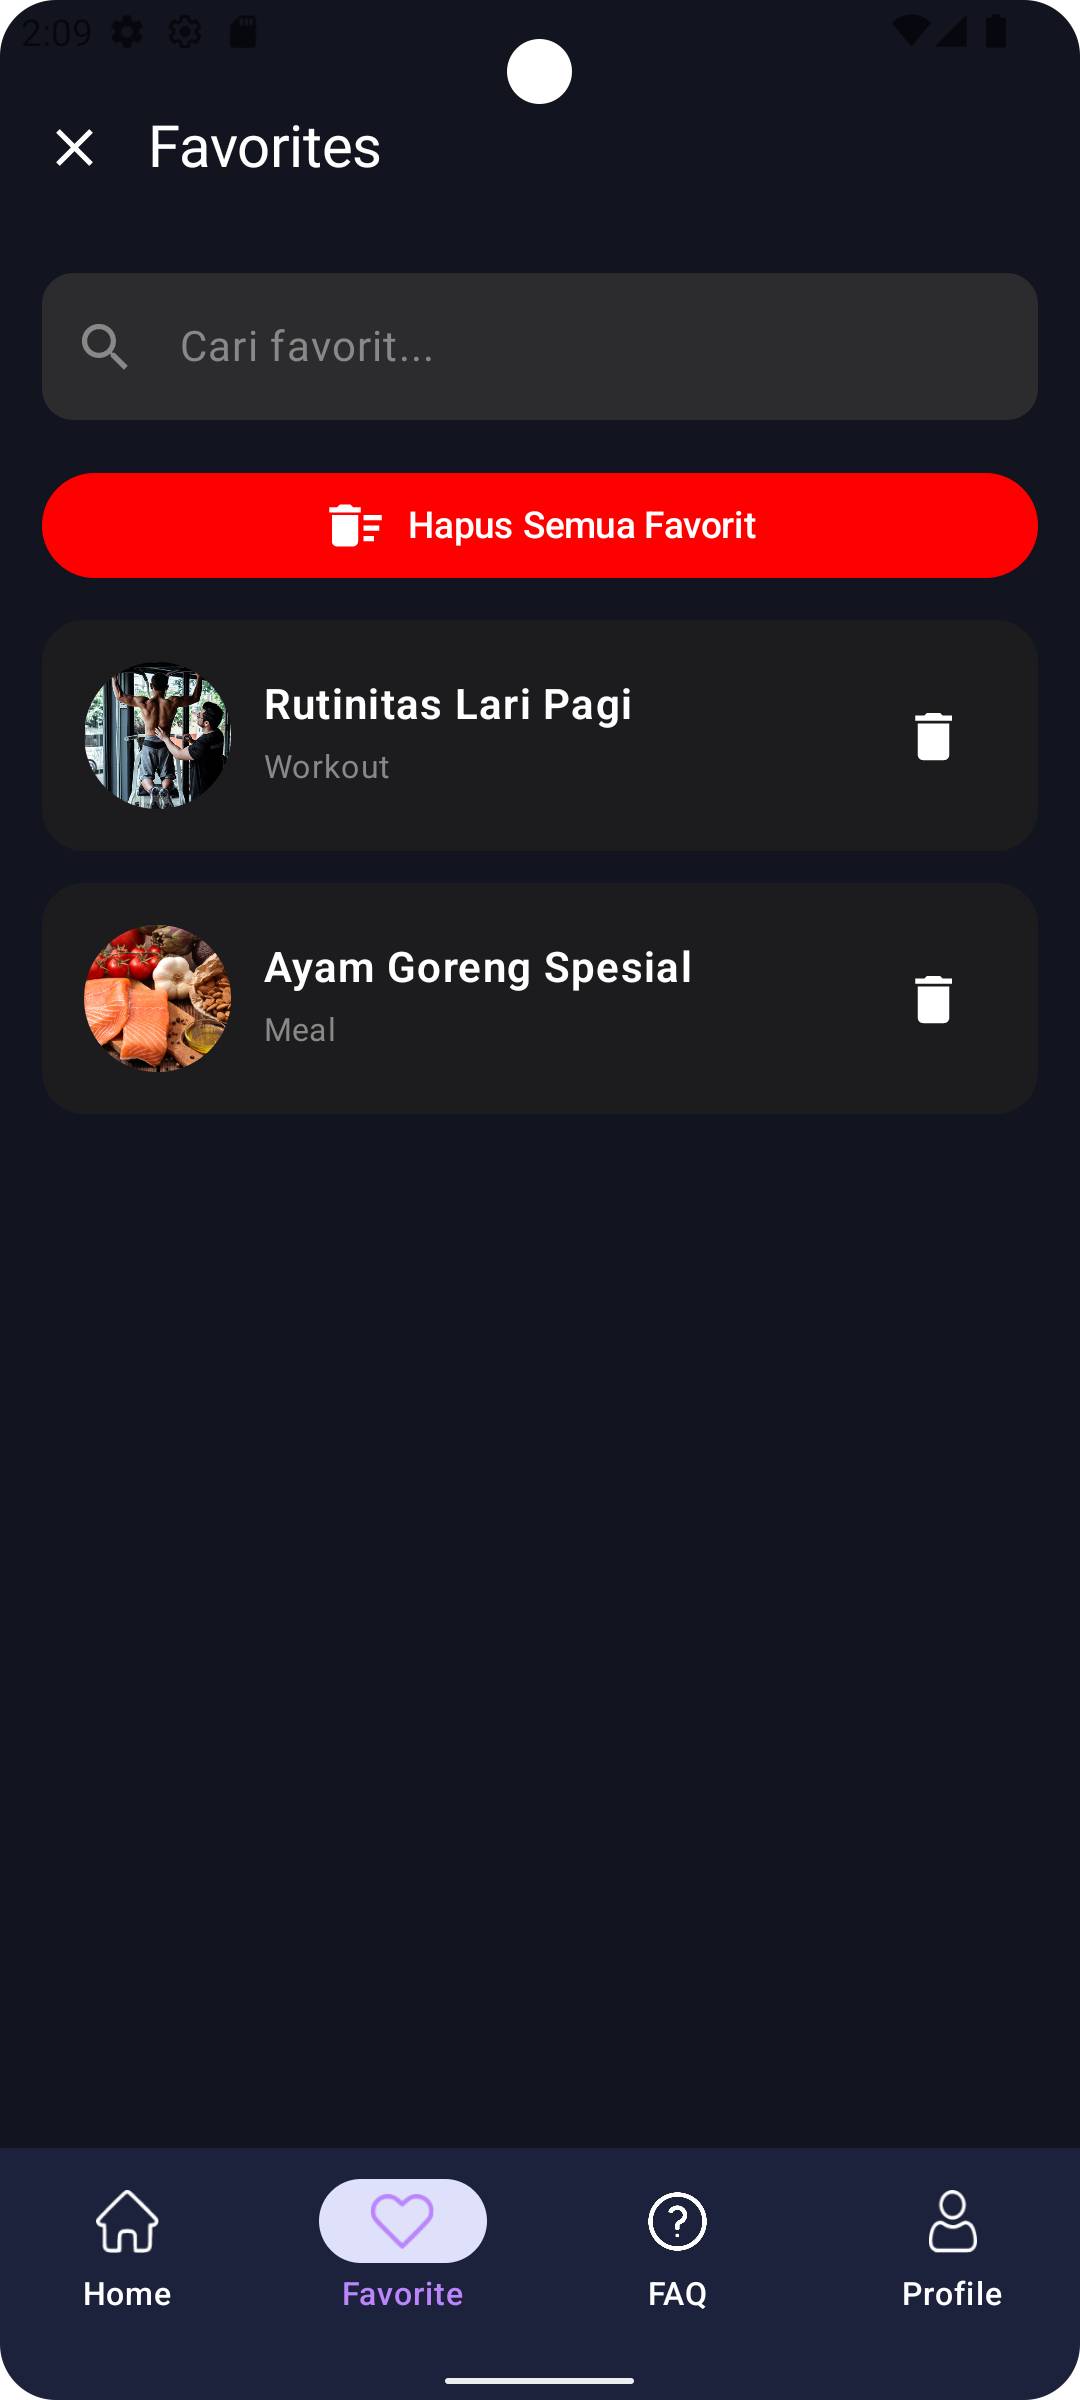 2:09
Favorites
Cari favorit...
Hapus Semua Favorit
Rutinitas Lari Pagi
Workout
Ayam Goreng Spesial
Meal
Home
Favorite
FAQ
Profile